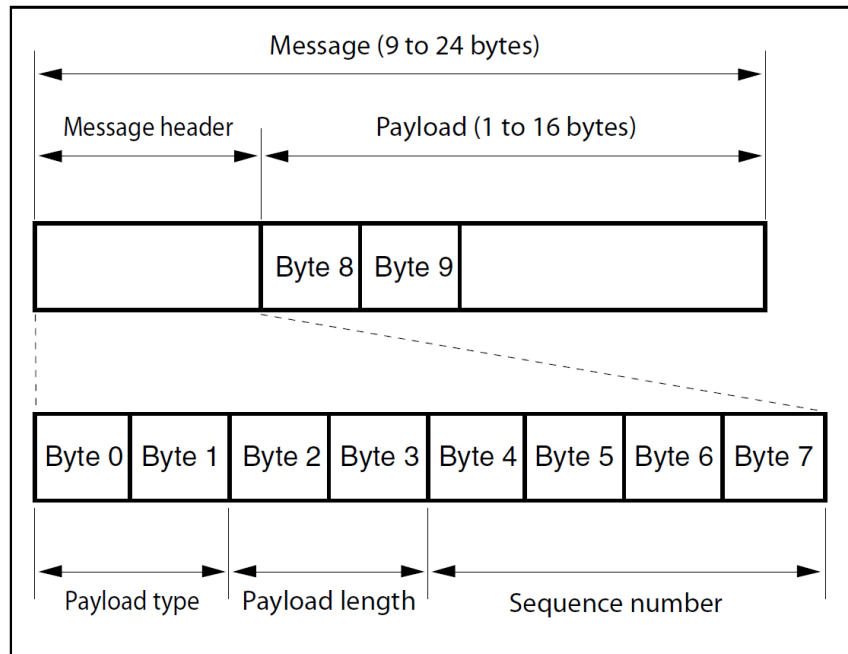 Message (9 to 24 bytes)
Message header Payload (1 to 16 bytes)
Byte 8 Byte 9
Byte 0 Byte 1 Byte 2 Byte 3 Byte 4 Byte 5 Byte 6 Byte 7
Payload type Payload length Sequence number